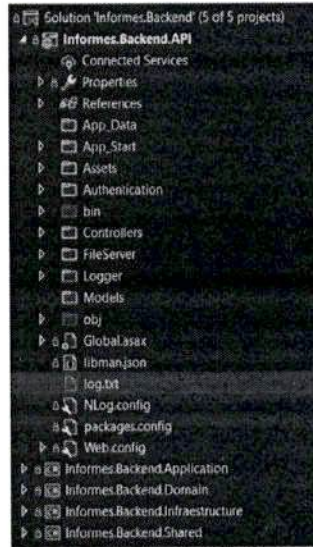 Solution 'Informes.Backend' (5 of 5 projects)
Informes.Backend.API
Connected Services
Properties
References
App_Data
App_Start
Assets
Authentication
bin
Controllers
FileServer
Logger
Models
obj
Global.asax
libman.json
log.txt
NLog.config
packages.config
Web.config
Informes.Backend.Application
Informes.Backend.Domain
Informes.Backend.Infraestructure
Informes.Backend.Shared